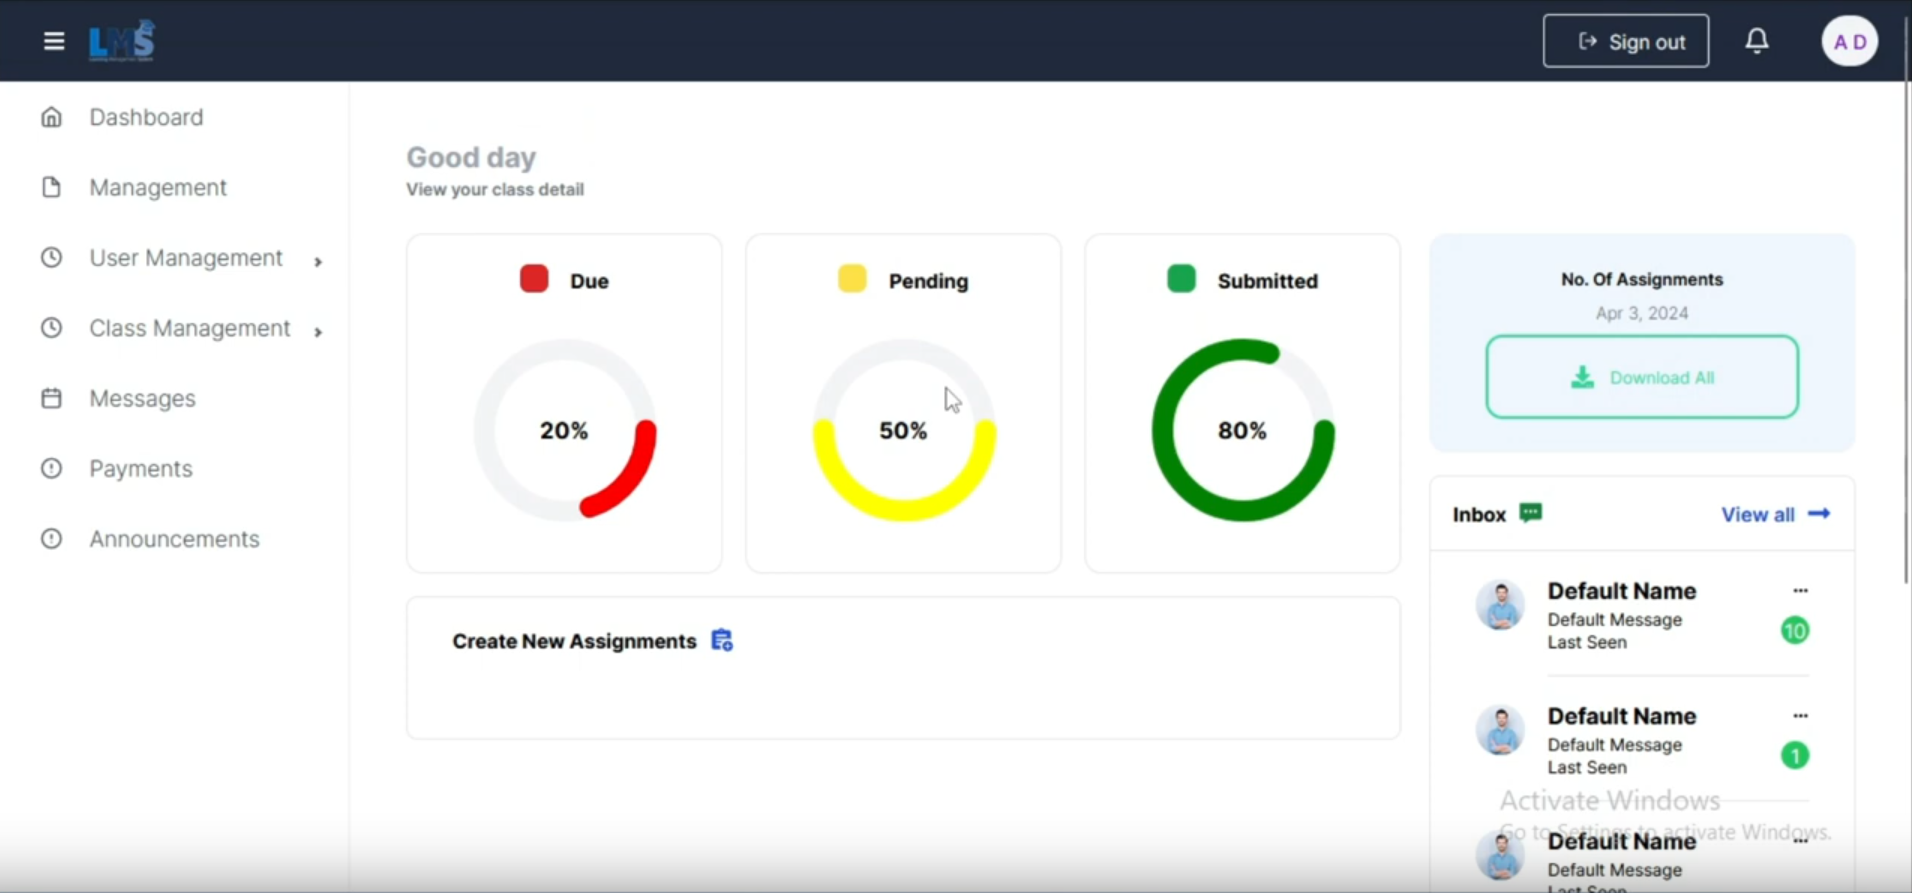 LMS
Sign out
A D
Dashboard
Management
User Management
Class Management
Messages
Payments
Announcements
Good day
View your class detail
Due
20%
Pending
50%
Submitted
80%
Create New Assignments
No. Of Assignments
Apr 3, 2024
Download All
Inbox
View all
Default Name
Default Message
Last Seen
10
Default Name
Default Message
Last Seen
1
Activate Windows
Go to Settings to activate Windows.
Default Name
Default Message
Last Seen